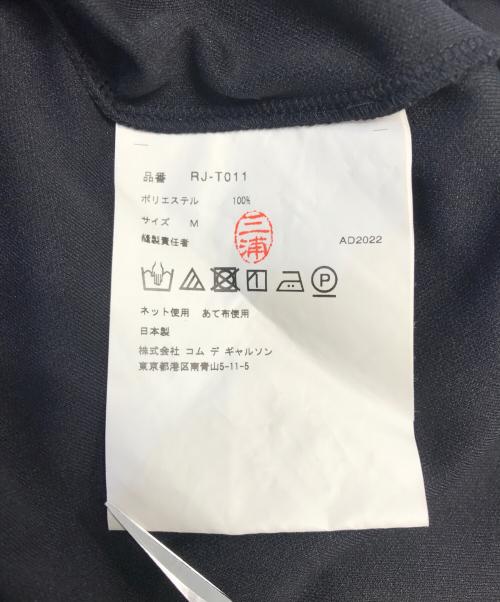 品番 RJ-T011
ポリエステル 100%
サイズ M
縫製責任者 三浦 AD2022
ネット使用 あて布使用
日本製
株式会社 コム デ ギャルソン
東京都港区南青山5-11-5